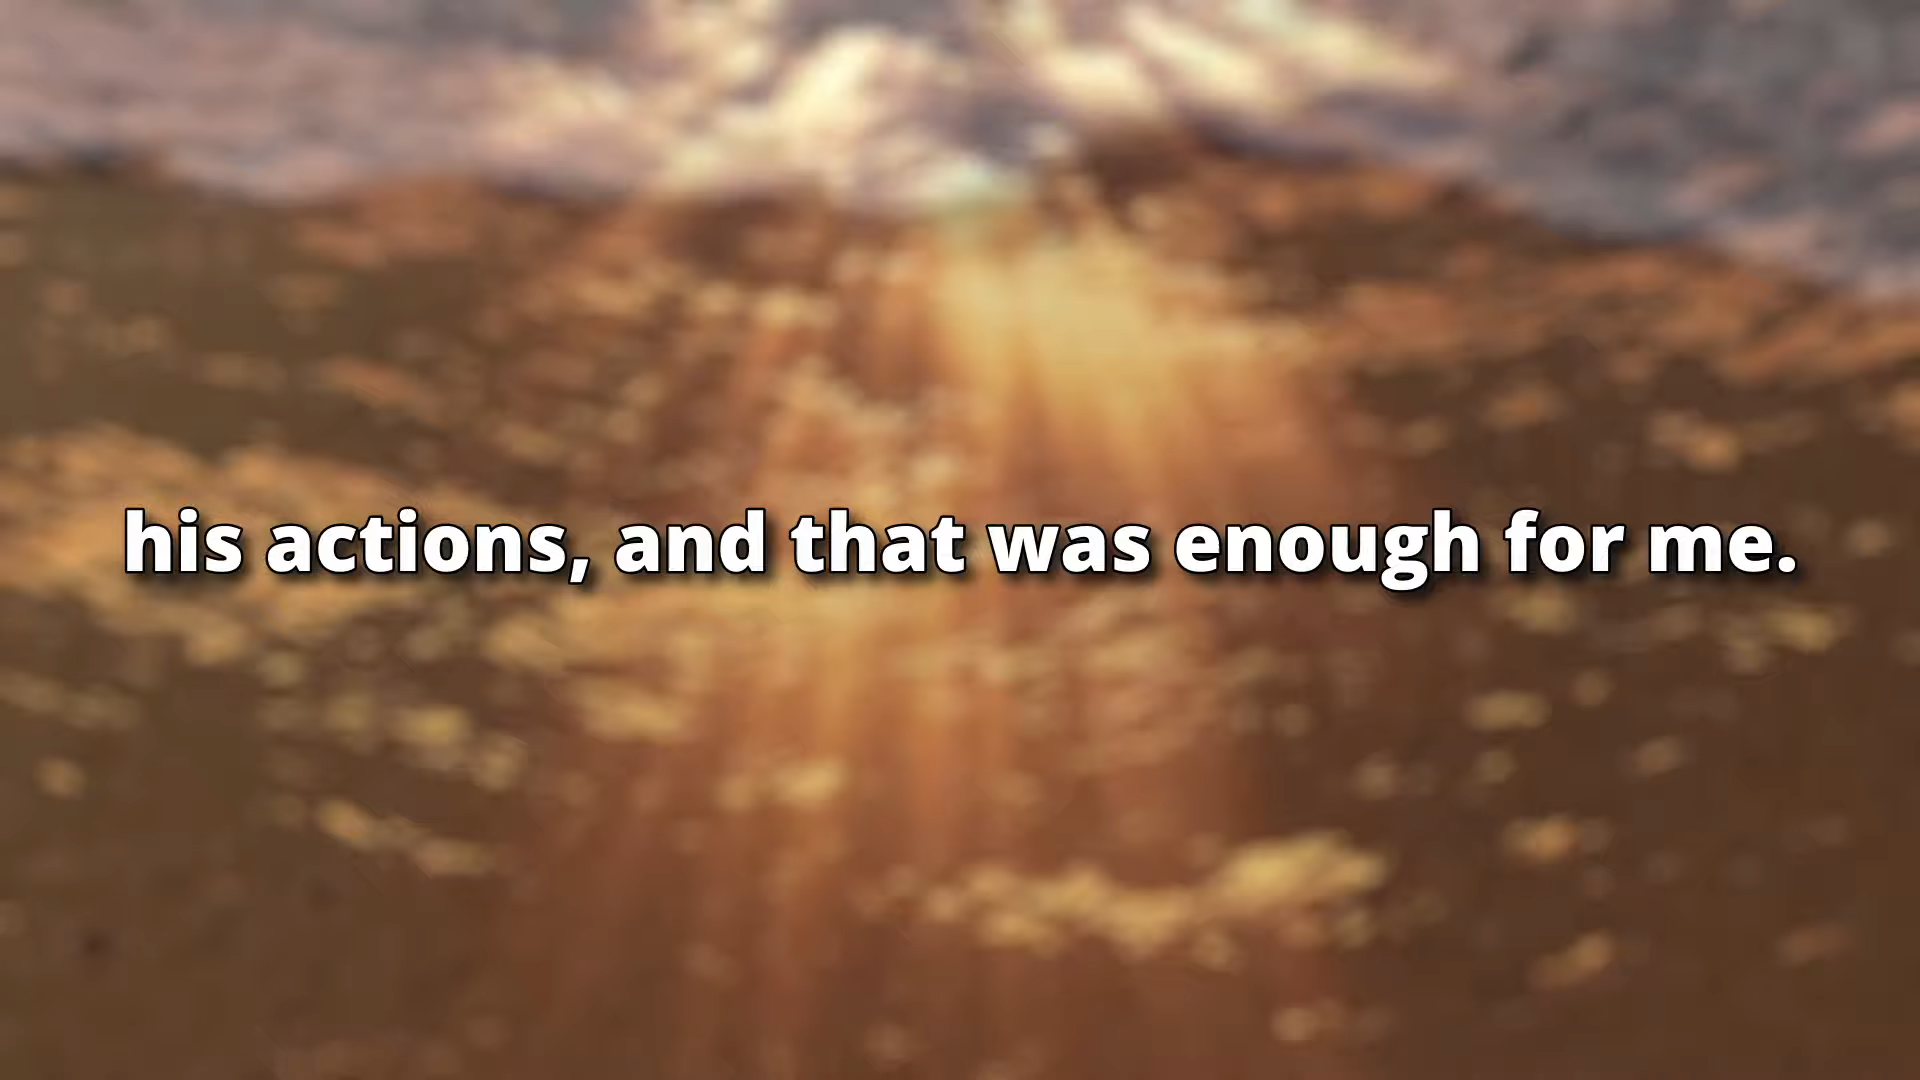 his actions, and that was enough for me.